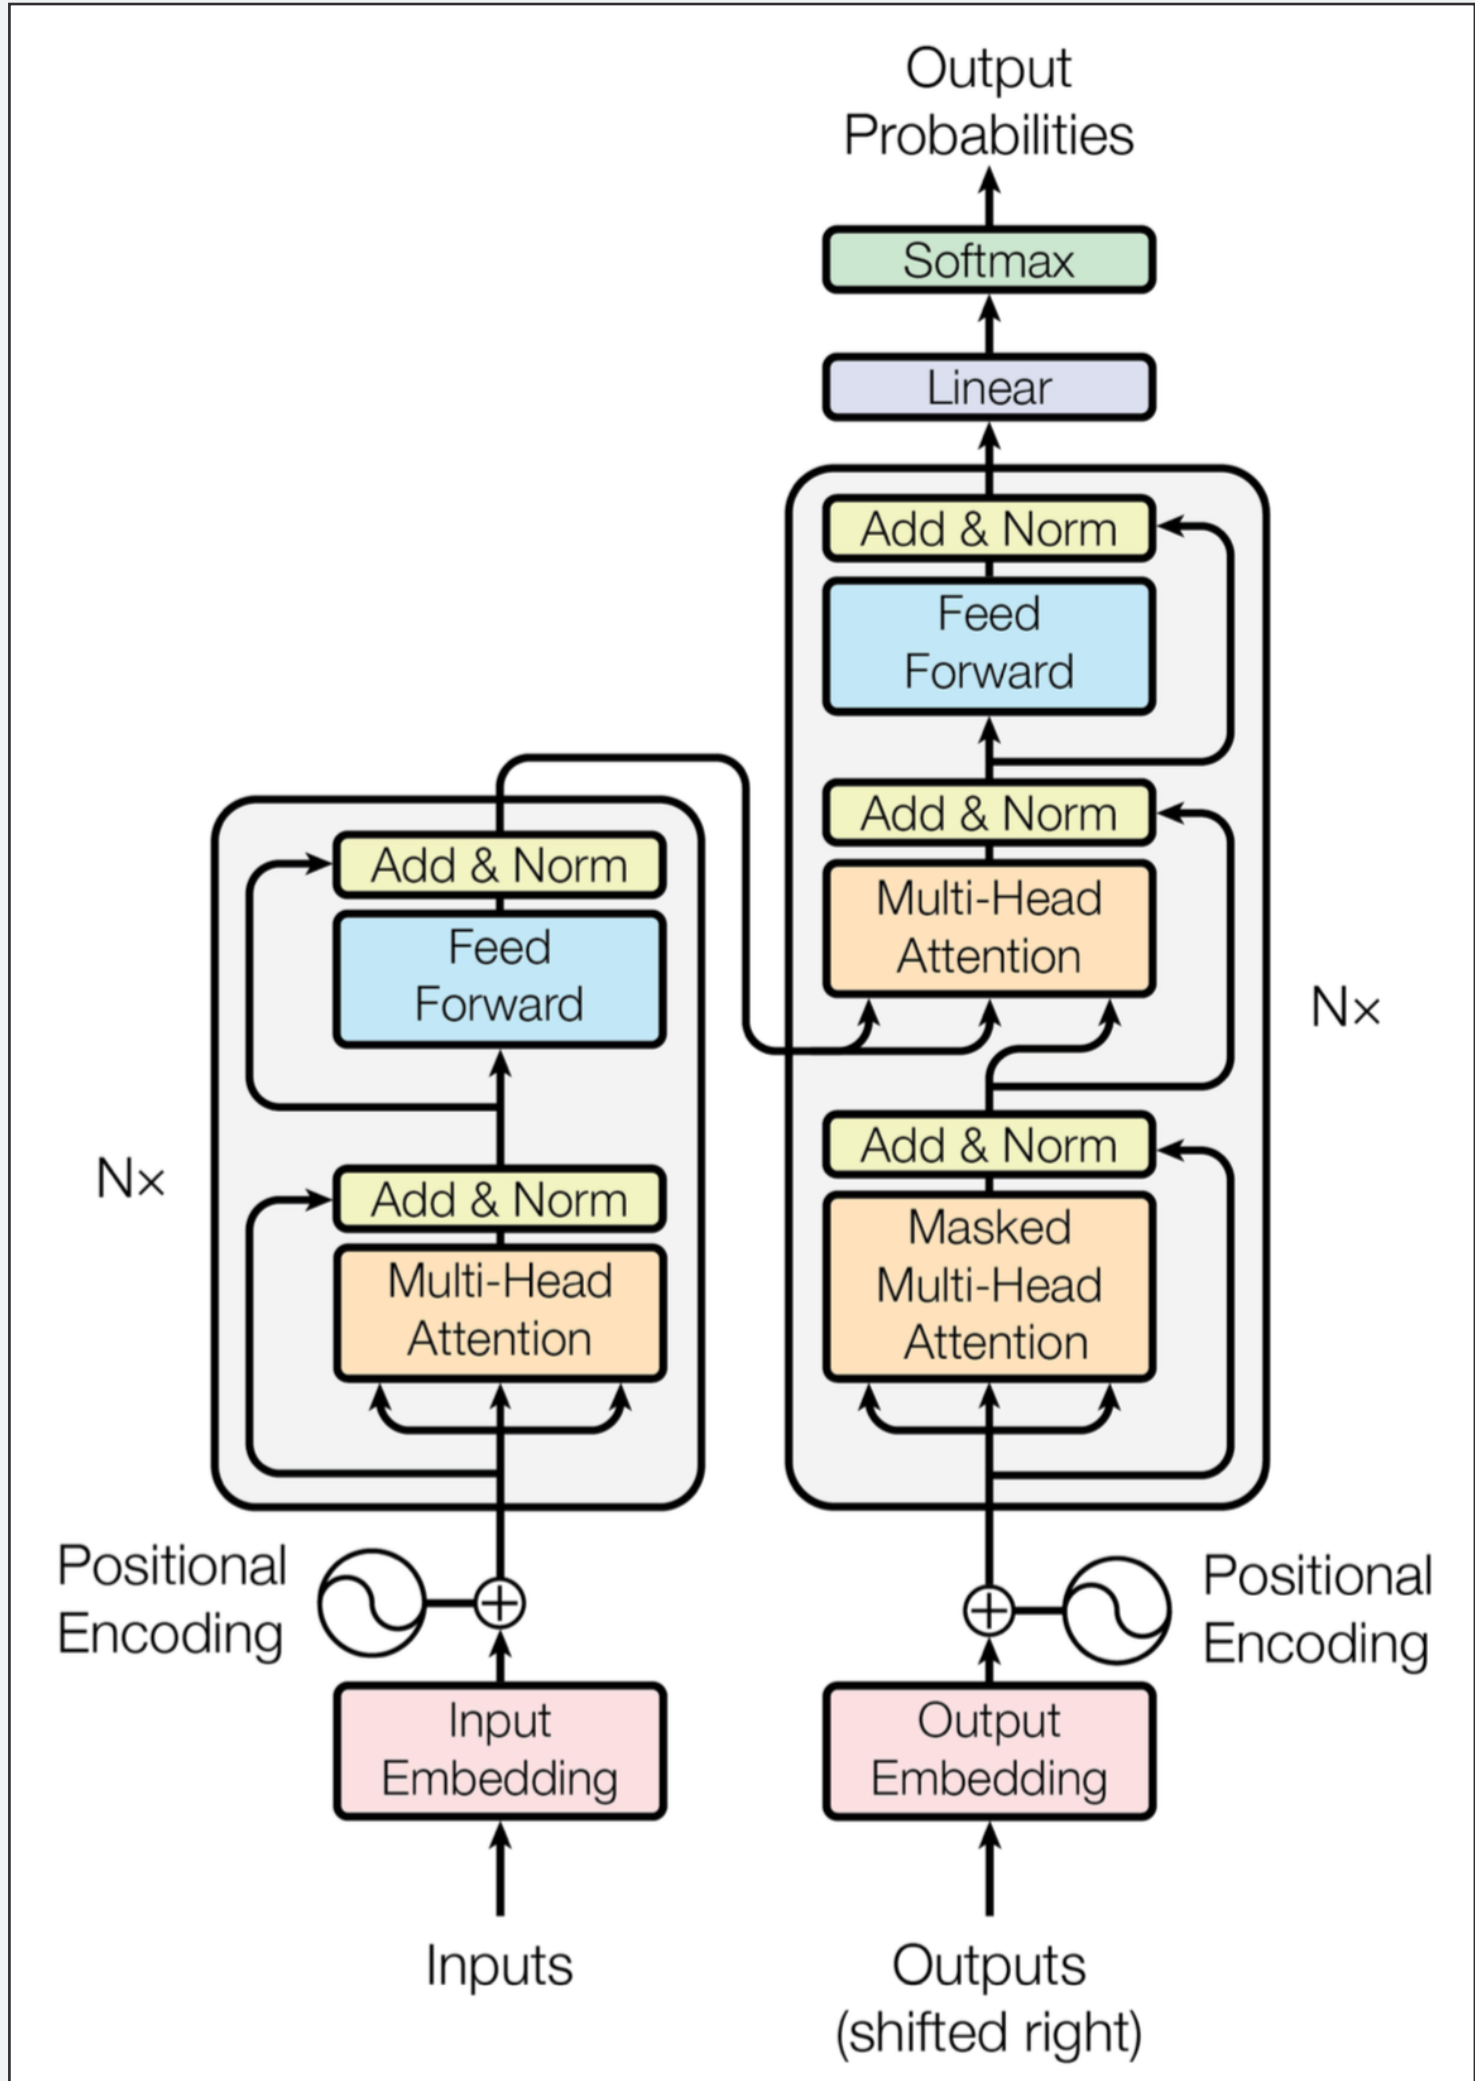 Output
Probabilities
Softmax
Linear
Add & Norm
Feed
Forward
Add & Norm
Multi-Head
Attention
Nx
Add & Norm
Masked
Multi-Head
Attention
Positional
Encoding
Output
Embedding
Outputs
(shifted right)
Add & Norm
Feed
Forward
Nx
Add & Norm
Multi-Head
Attention
Positional
Encoding
Input
Embedding
Inputs